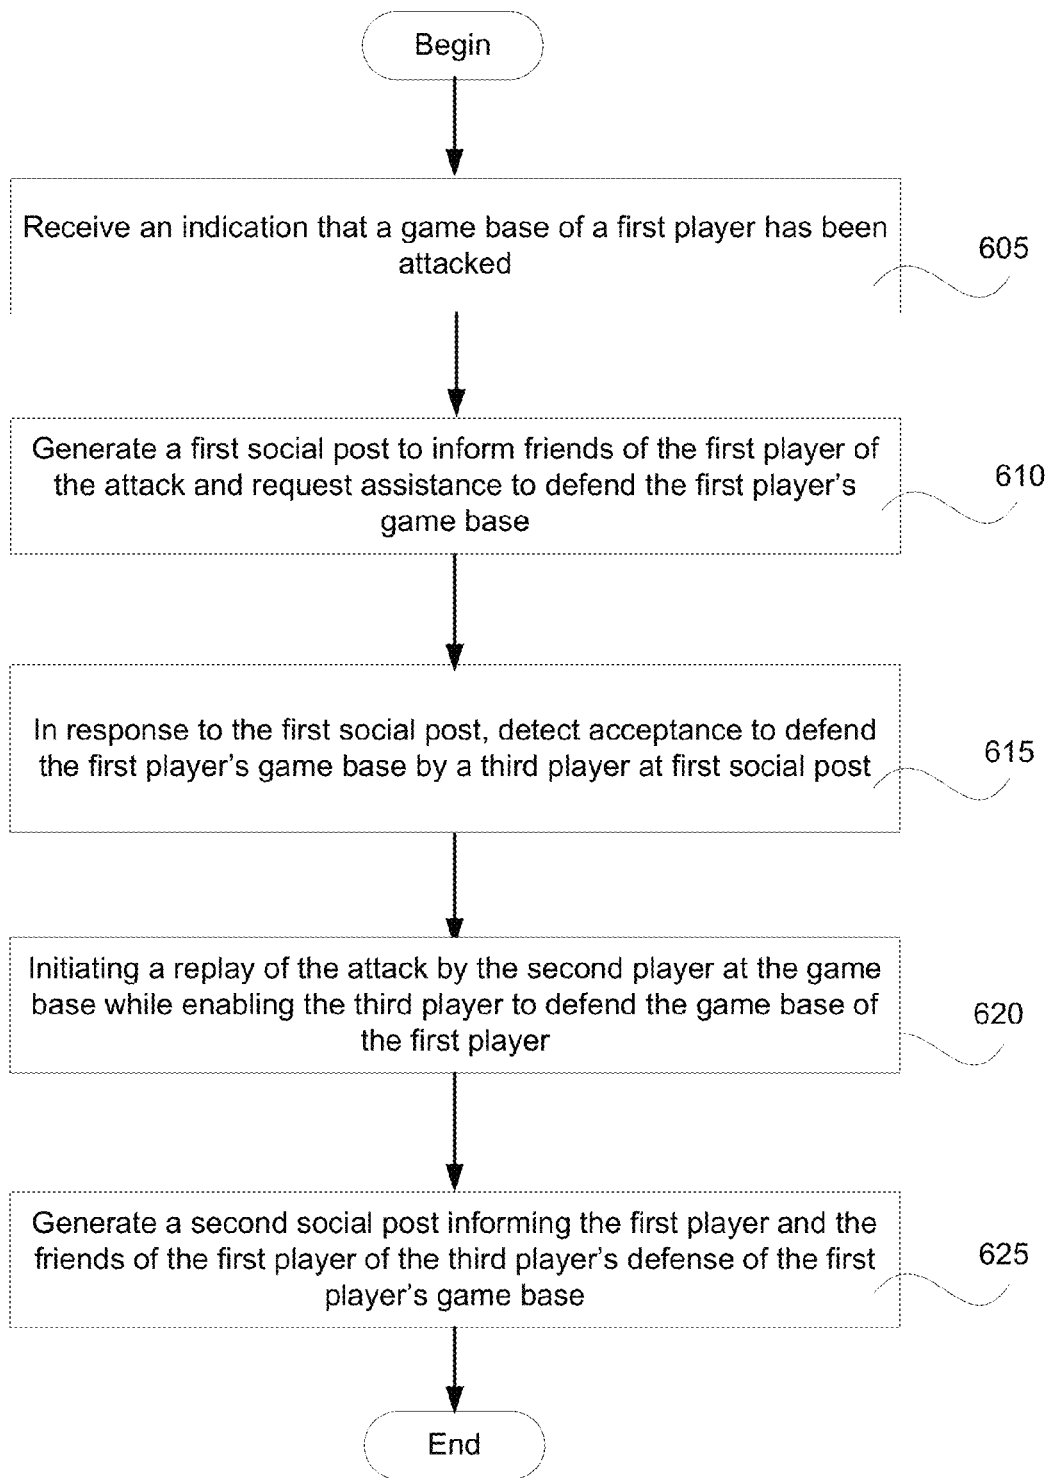 Begin
Receive an indication that a game base of a first player has been
attacked
605
Generate a first social post to inform friends of the first player of
the attack and request assistance to defend the first player's
game base
610
In response to the first social post, detect acceptance to defend
the first player's game base by a third player at first social post
615
Initiating a replay of the attack by the second player at the game
base while enabling the third player to defend the game base of
the first player
620
Generate a second social post informing the first player and the
friends of the first player of the third player's defense of the first
player's game base
625
End